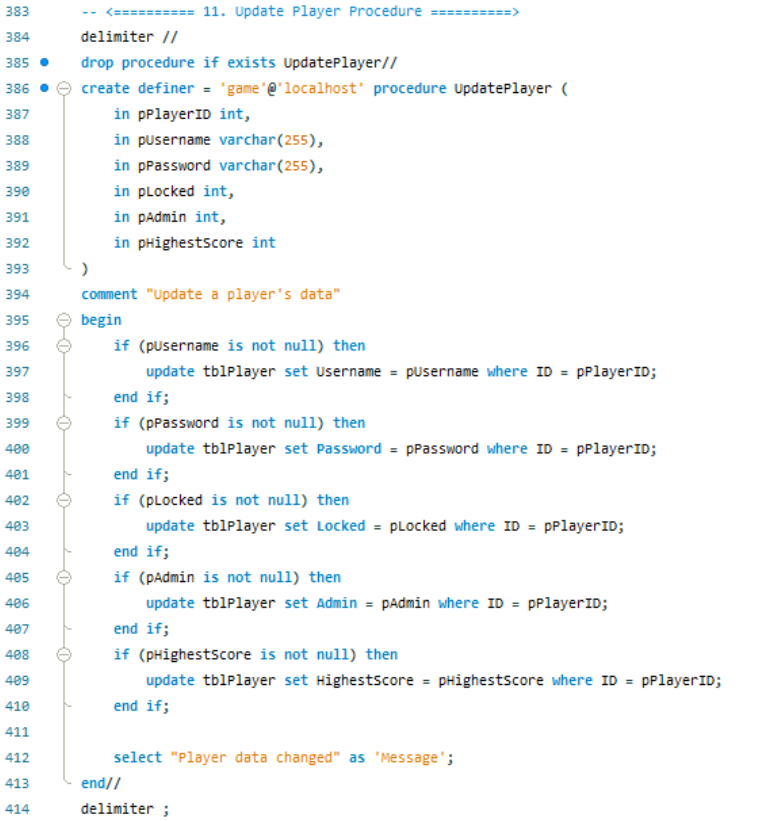 383 -- <========== 11. Update Player Procedure ==========>
384 delimiter //
385 drop procedure if exists UpdatePlayer//
386 create definer = 'game'@'localhost' procedure UpdatePlayer (
387 in pPlayerID int,
388 in pUsername varchar(255),
389 in pPassword varchar(255),
390 in pLocked int,
391 in pAdmin int,
392 in pHighestScore int
393 )
394 comment "Update a player's data"
395 begin
396 if (pUsername is not null) then
397 update tblPlayer set Username = pUsername where ID = pPlayerID;
398 end if;
399 if (pPassword is not null) then
400 update tblPlayer set Password = pPassword where ID = pPlayerID;
401 end if;
402 if (pLocked is not null) then
403 update tblPlayer set Locked = pLocked where ID = pPlayerID;
404 end if;
405 if (pAdmin is not null) then
406 update tblPlayer set Admin = pAdmin where ID = pPlayerID;
407 end if;
408 if (pHighestScore is not null) then
409 update tblPlayer set HighestScore = pHighestScore where ID = pPlayerID;
410 end if;
411
412 select "Player data changed" as 'Message';
413 end//
414 delimiter ;